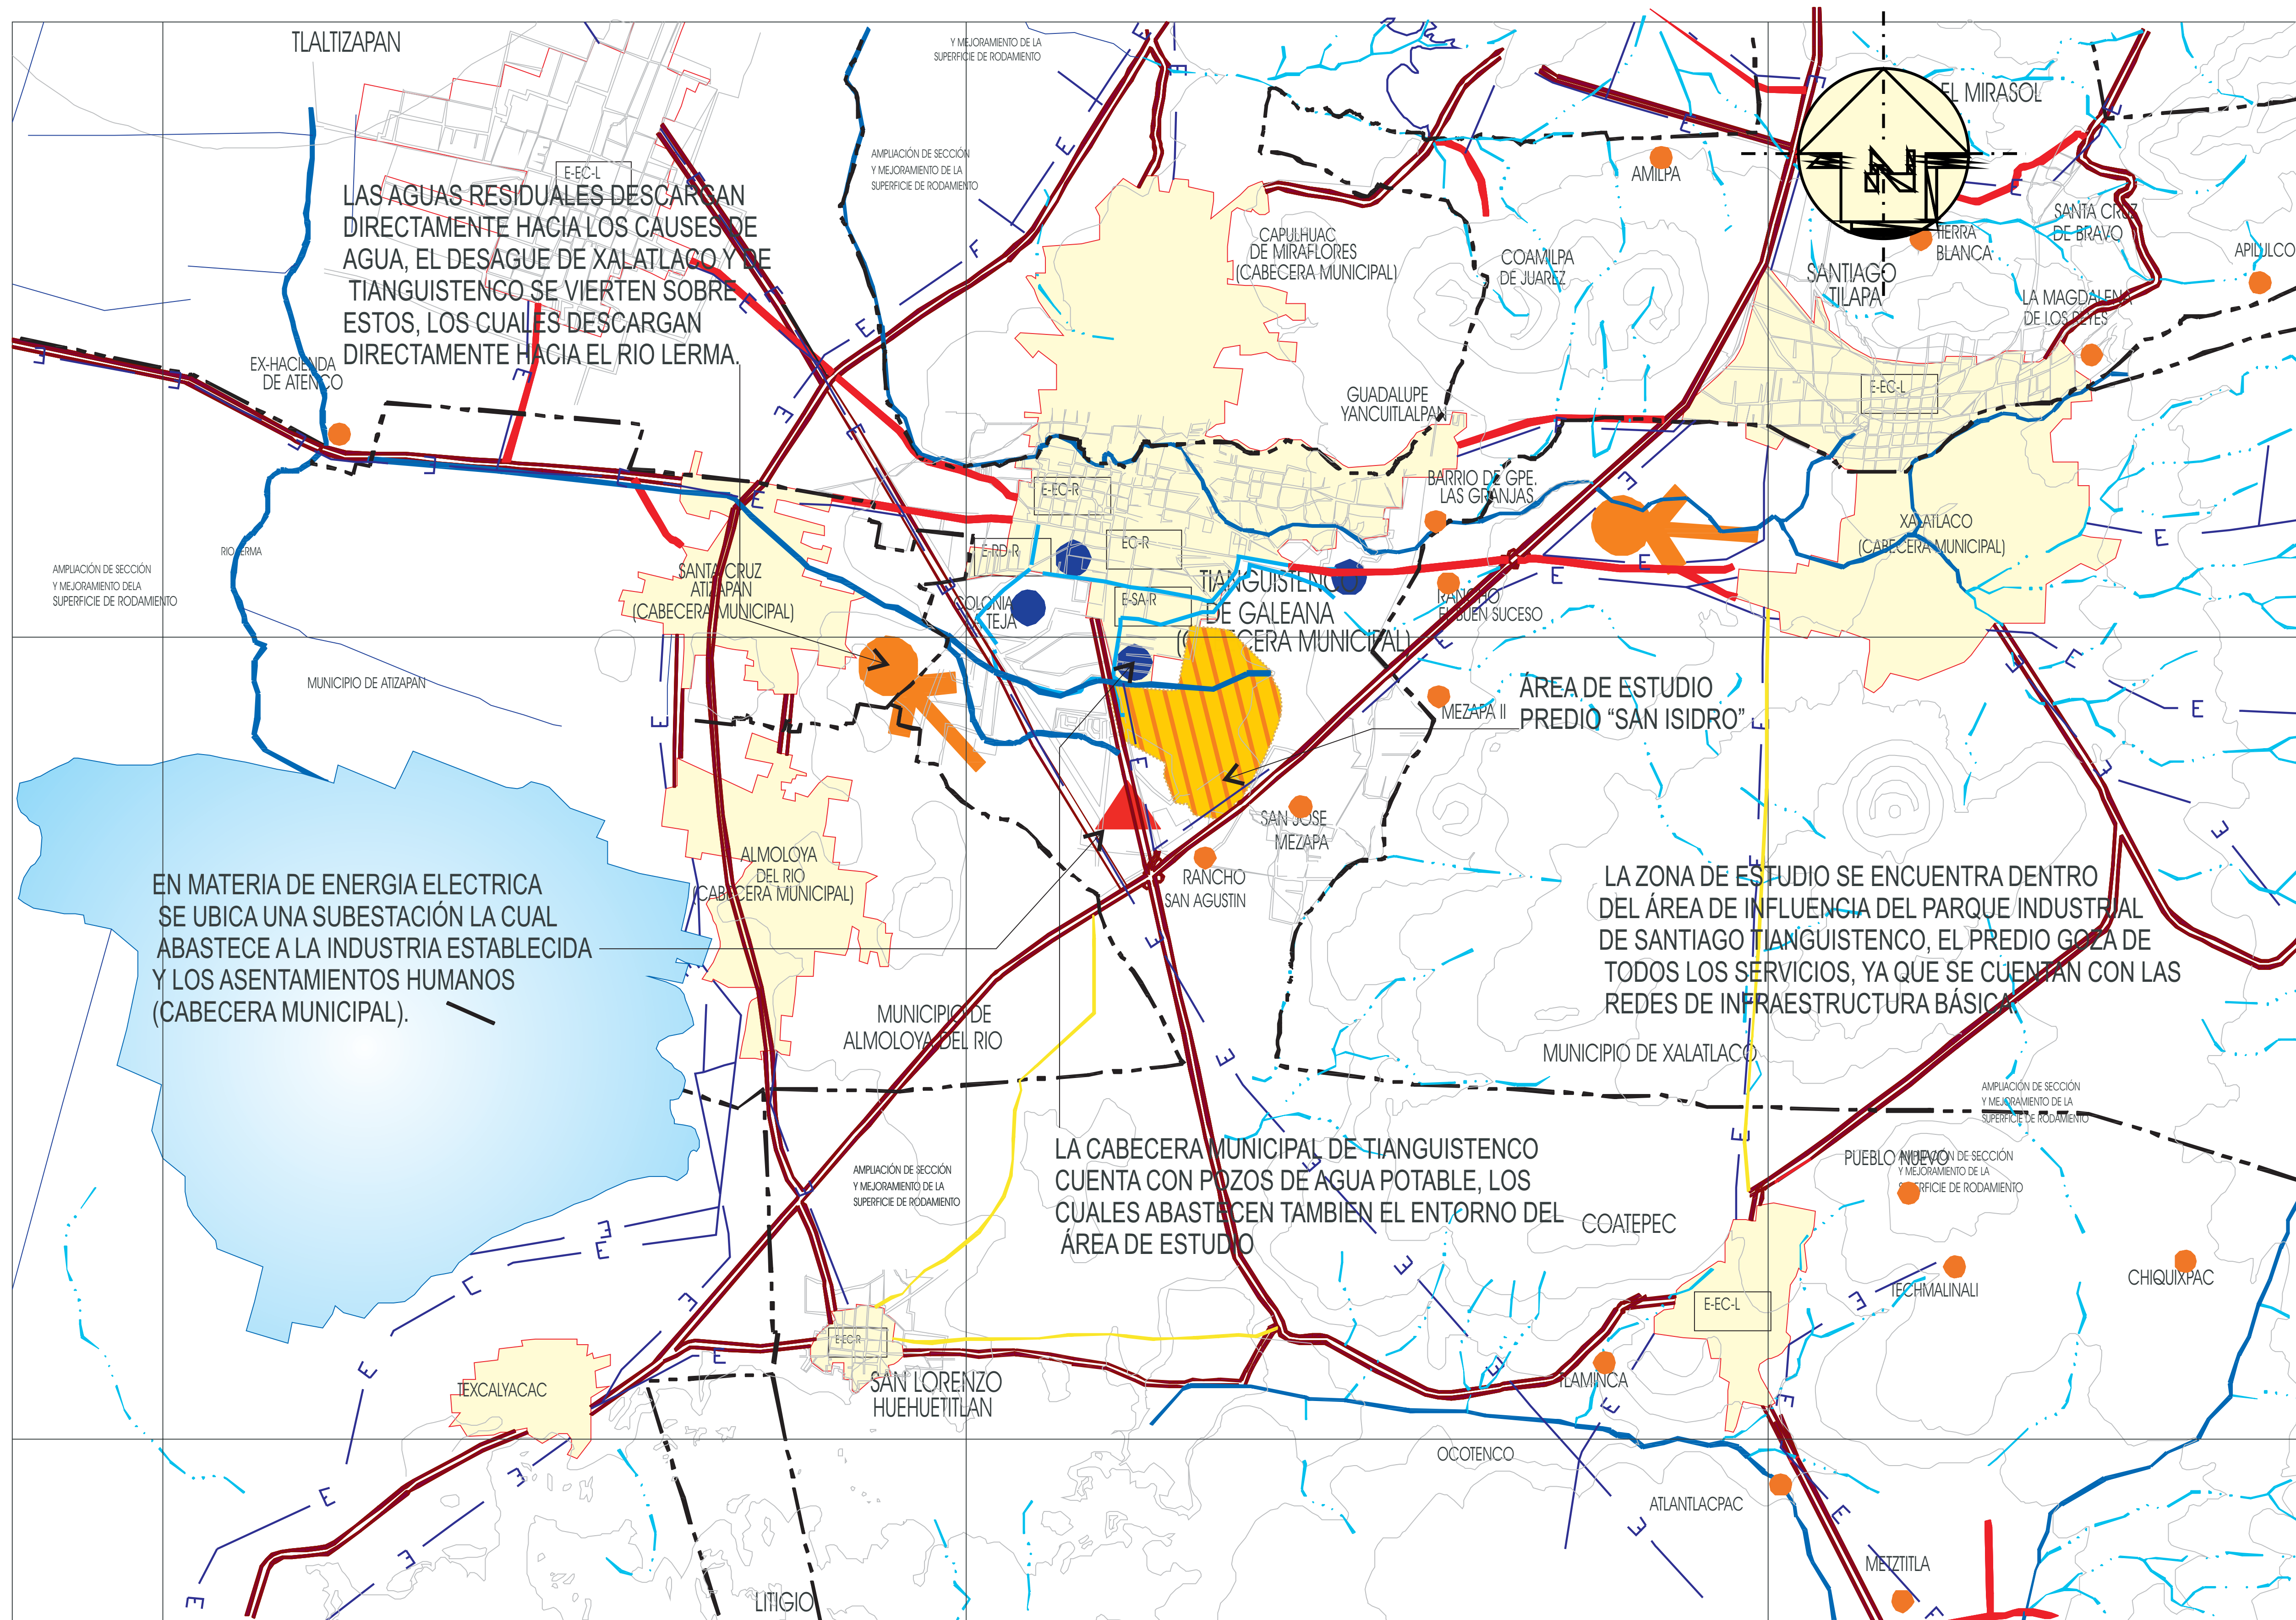 TLALTIZAPAN
Y MEJORAMIENTO DE LA
SUPERFICIE DE RODAMIENTO
EL MIRASOL
AMPLIACIÓN DE SECCIÓN
Y MEJORAMIENTO DE LA
SUPERFICIE DE RODAMIENTO
E-EC-L
LAS AGUAS RESIDUALES DESCARGAN
DIRECTAMENTE HACIA LOS CAUSES DE
AGUA, EL DESAGUE DE XALATLACO Y DE
TIANGUISTENCO SE VIERTEN SOBRE
ESTOS, LOS CUALES DESCARGAN
DIRECTAMENTE HACIA EL RIO LERMA.
AMILPA
N
CAPULHUAC
DE MIRAFLORES
(CABECERA MUNICIPAL)
COAMILPA
DE JUAREZ
SANTA CRUZ
DE BRAVO
TIERRA
BLANCA
APILULCO
SANTIAGO
TILAPA
LA MAGDALENA
DE LOS REYES
EX-HACIENDA
DE ATENCO
GUADALUPE
YANCUITLALPAN
E-EC-L
BARRIO DE GPE.
LAS GRANJAS
E-EC-R
EC-R
E-RD-R
XALATLACO
(CABECERA MUNICIPAL)
RIO LERMA
AMPLIACIÓN DE SECCIÓN
Y MEJORAMIENTO DELA
SUPERFICIE DE RODAMIENTO
SANTA CRUZ
ATIZAPAN
(CABECERA MUNICIPAL)
COLONIA
TEJA
E-SA-R
TIANGUISTENCO
DE GALEANA
(CABECERA MUNICIPAL)
RANCHO
EL BUEN SUCESO
MUNICIPIO DE ATIZAPAN
MEZAPA II
ÁREA DE ESTUDIO
PREDIO “SAN ISIDRO”
SAN JOSE
MEZAPA
RANCHO
SAN AGUSTIN
ALMOLOYA
DEL RIO
(CABECERA MUNICIPAL)
EN MATERIA DE ENERGIA ELECTRICA
SE UBICA UNA SUBESTACIÓN LA CUAL
ABASTECE A LA INDUSTRIA ESTABLECIDA
Y LOS ASENTAMIENTOS HUMANOS
(CABECERA MUNICIPAL).
LA ZONA DE ESTUDIO SE ENCUENTRA DENTRO
DEL ÁREA DE INFLUENCIA DEL PARQUE INDUSTRIAL
DE SANTIAGO TIANGUISTENCO, EL PREDIO GOZA DE
TODOS LOS SERVICIOS, YA QUE SE CUENTAN CON LAS
REDES DE INFRAESTRUCTURA BÁSICA.
MUNICIPIO DE
ALMOLOYA DEL RIO
MUNICIPIO DE XALATLACO
AMPLIACIÓN DE SECCIÓN
Y MEJORAMIENTO DE LA
SUPERFICIE DE RODAMIENTO
LA CABECERA MUNICIPAL DE TIANGUISTENCO
CUENTA CON POZOS DE AGUA POTABLE, LOS
CUALES ABASTECEN TAMBIEN EL ENTORNO DEL
ÁREA DE ESTUDIO
AMPLIACIÓN DE SECCIÓN
Y MEJORAMIENTO DE LA
SUPERFICIE DE RODAMIENTO
PUEBLO NUEVO
AMPLIACIÓN DE SECCIÓN
Y MEJORAMIENTO DE LA
SUPERFICIE DE RODAMIENTO
COATEPEC
TECHMALINALI
CHIQUIXPAC
E-EC-L
E-EC-R
TEXCALYACAC
SAN LORENZO
HUEHUETITLAN
TLAMINCA
OCOTENCO
ATLANTLACPAC
METZTITLA
LITIGIO